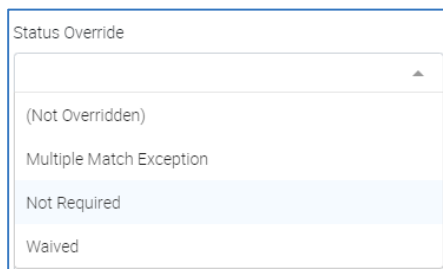 Status Override
(Not Overridden)
Multiple Match Exception
Not Required
Waived